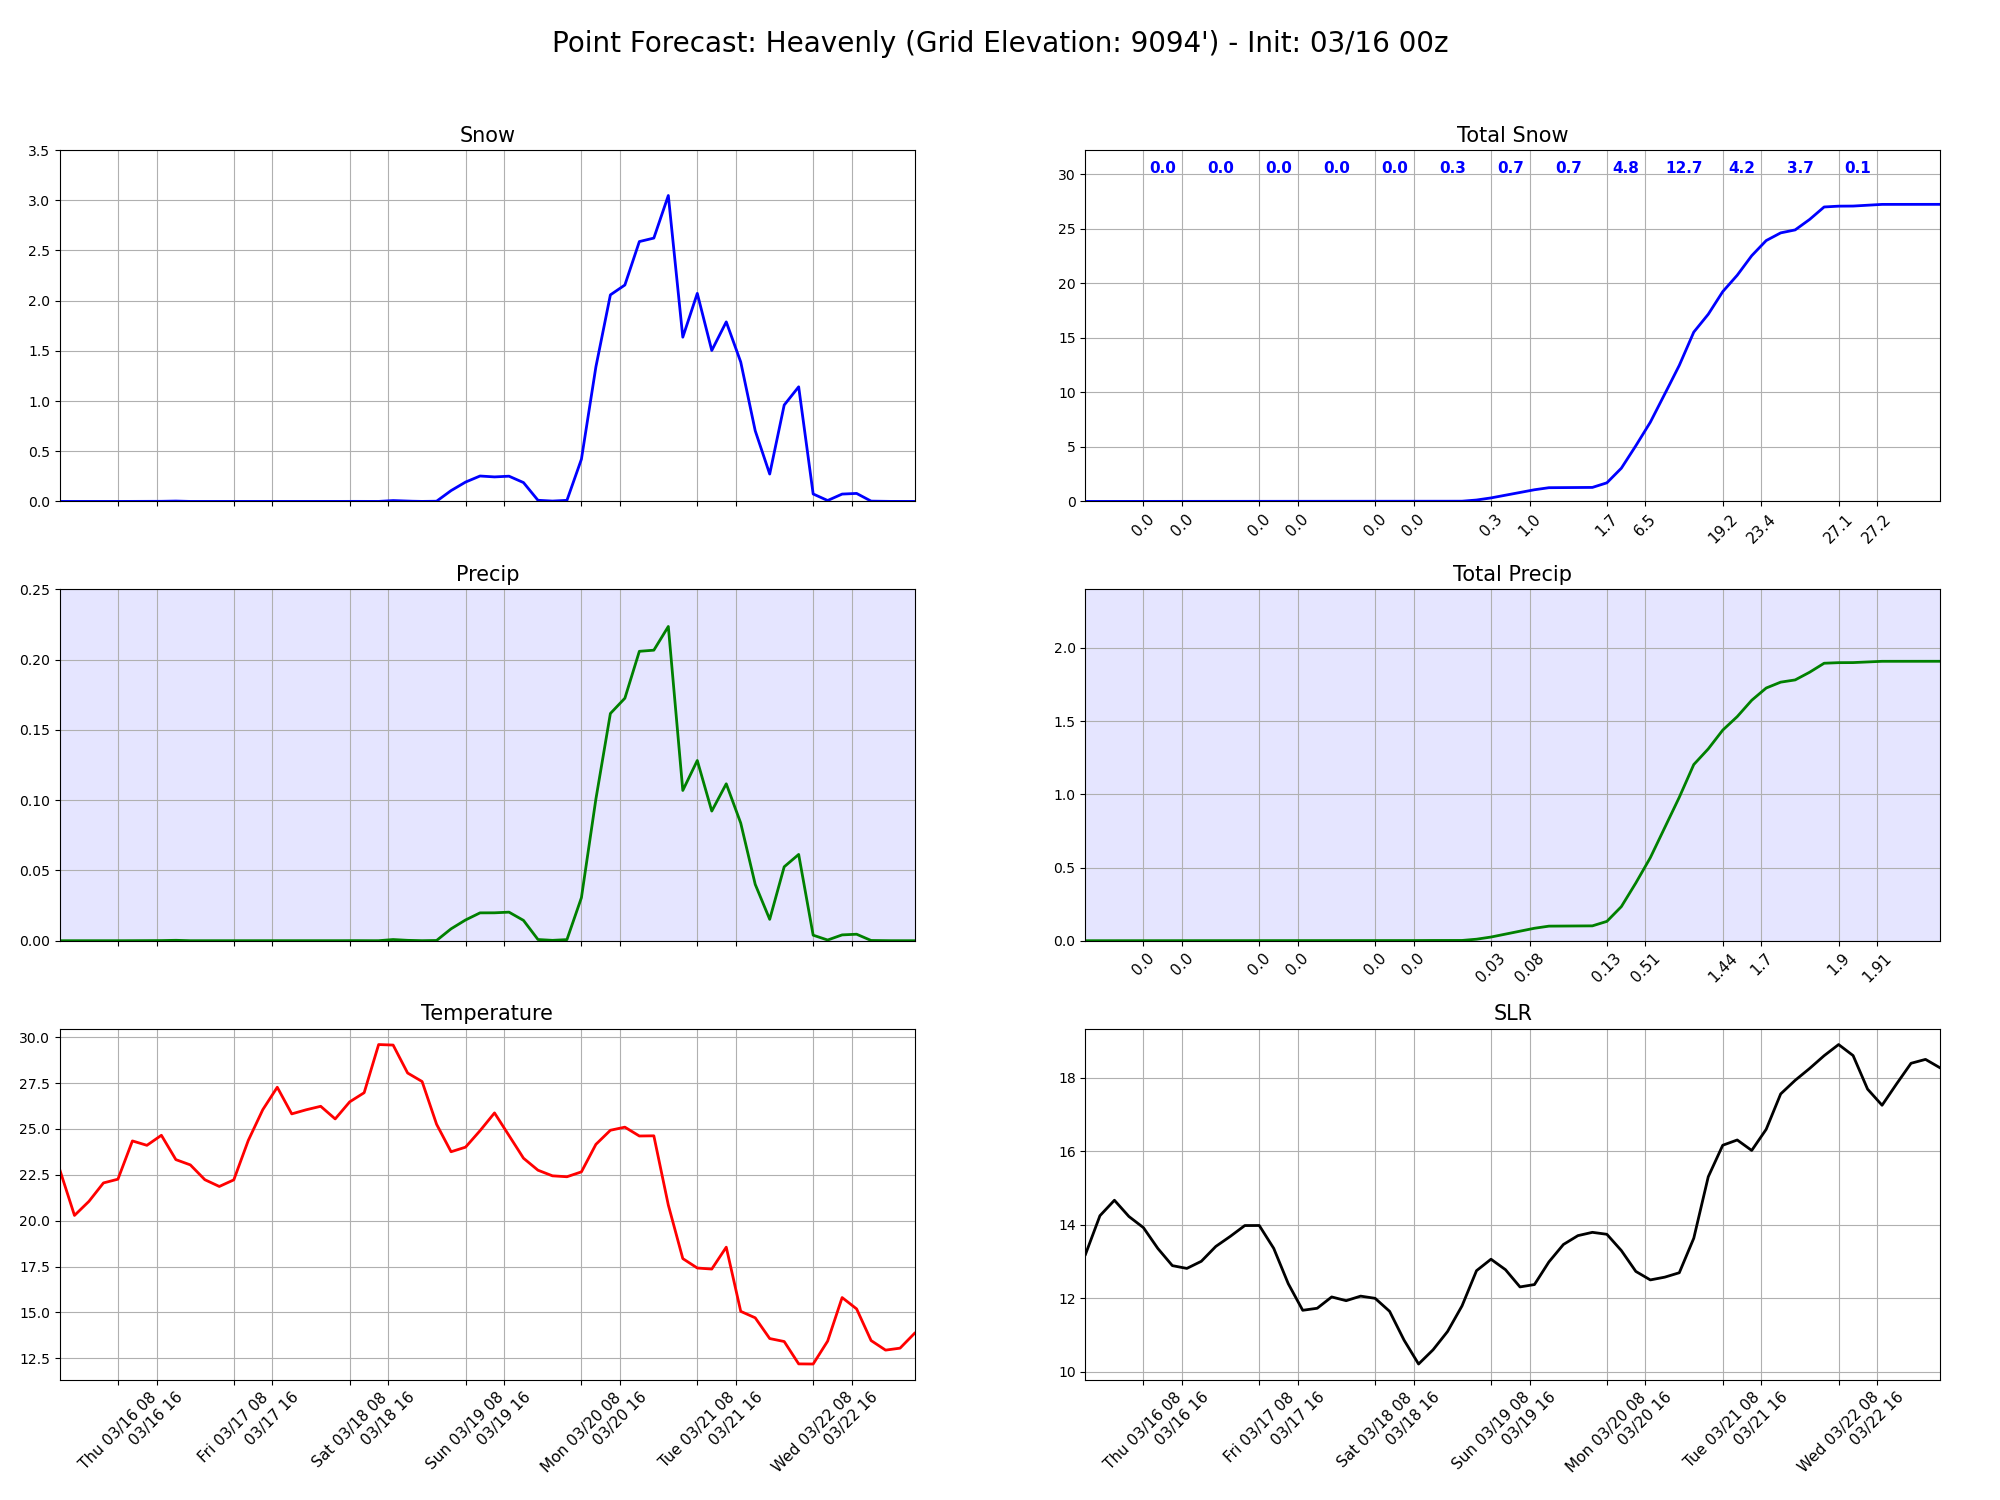 Point Forecast: Heavenly (Grid Elevation: 9094') - Init: 03/16 00z
Snow
3.5
3.0
2.5
2.0
1.5
1.0
0.5
0.0
Total Snow
0.0 0.0 0.0 0.0 0.0 0.3 0.7 0.7 4.8 12.7 4.2 3.7 0.1
30
25
20
15
10
5
0
0.0 0.0 0.0 0.0 0.0 0.0 0.3 1.0 1.7 6.5 19.2 23.4 27.1 27.2
Precip
0.25
0.20
0.15
0.10
0.05
0.00
Total Precip
2.0
1.5
1.0
0.5
0.0
0.0 0.0 0.0 0.0 0.0 0.0 0.03 0.08 0.13 0.51 1.44 1.7 1.9 1.91
Temperature
30.0
27.5
25.0
22.5
20.0
17.5
15.0
12.5
Thu 03/16 08
03/16 16
Fri 03/17 08
03/17 16
Sat 03/18 08
03/18 16
Sun 03/19 08
03/19 16
Mon 03/20 08
03/20 16
Tue 03/21 08
03/21 16
Wed 03/22 08
03/22 16
SLR
18
16
14
12
10
Thu 03/16 08
03/16 16
Fri 03/17 08
03/17 16
Sat 03/18 08
03/18 16
Sun 03/19 08
03/19 16
Mon 03/20 08
03/20 16
Tue 03/21 08
03/21 16
Wed 03/22 08
03/22 16